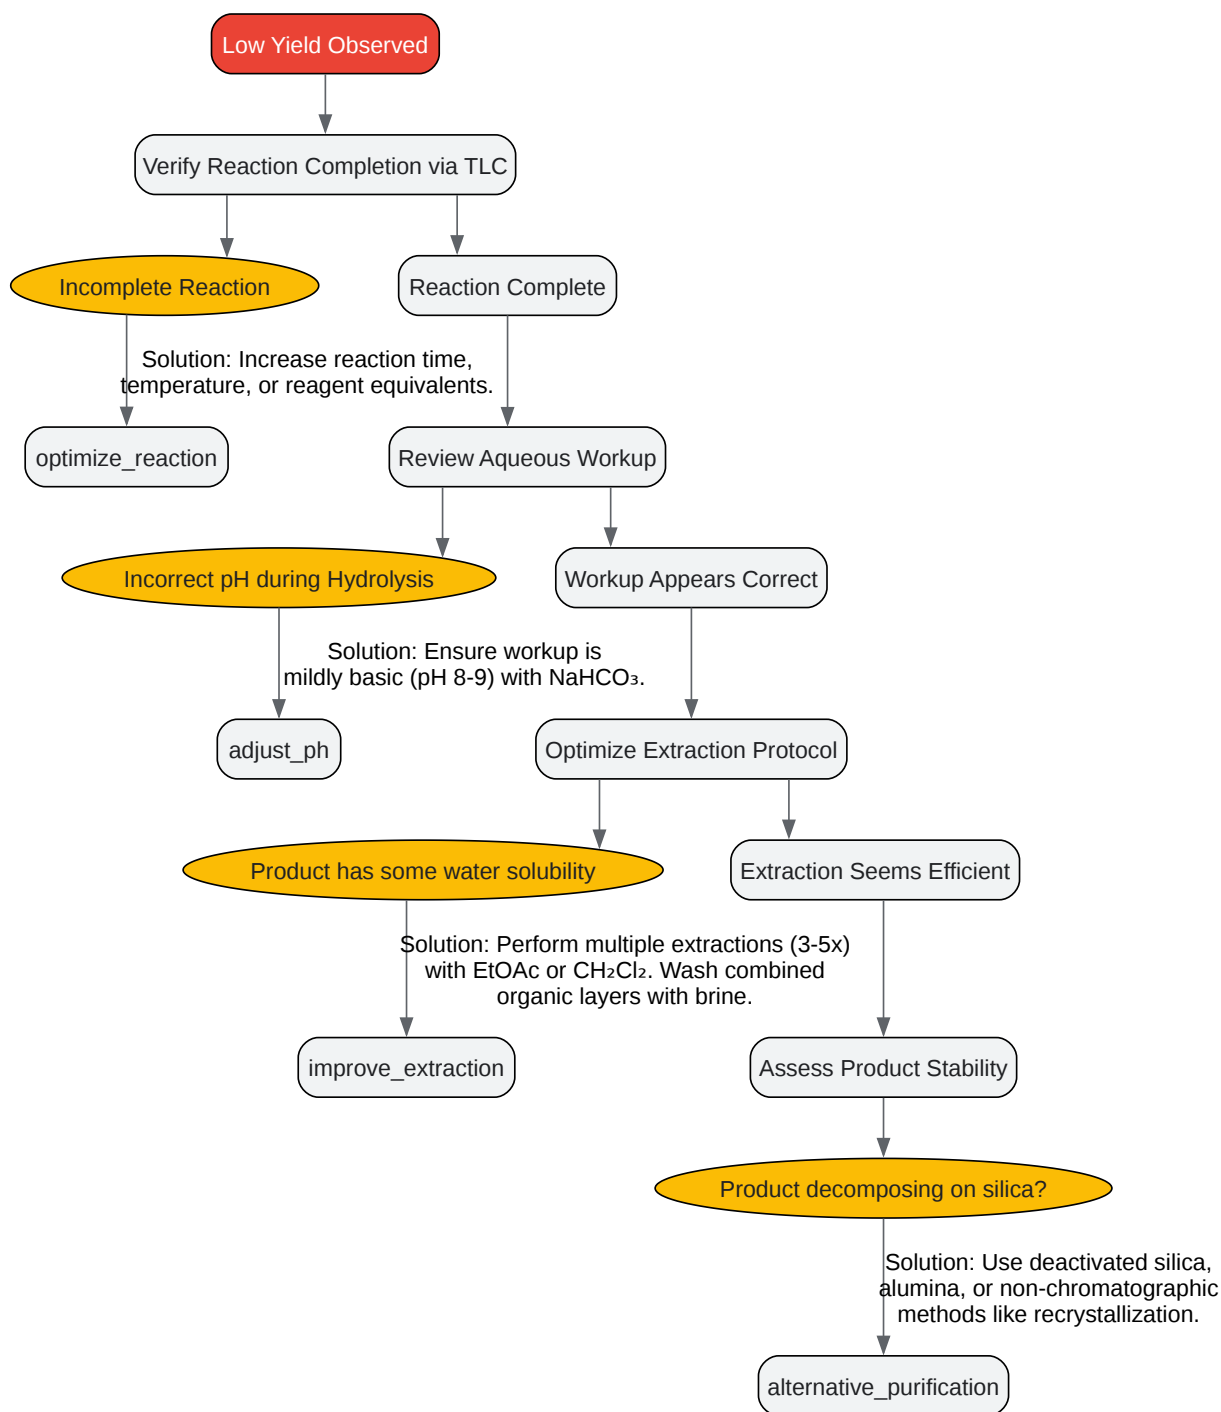 Low Yield Observed
Verify Reaction Completion via TLC
Incomplete Reaction
Reaction Complete
Solution: Increase reaction time,
temperature, or reagent equivalents.
optimize_reaction
Review Aqueous Workup
Incorrect pH during Hydrolysis
Workup Appears Correct
Solution: Ensure workup is
mildly basic (pH 8-9) with NaHCO₃.
adjust_ph
Optimize Extraction Protocol
Product has some water solubility
Extraction Seems Efficient
Solution: Perform multiple extractions (3-5x)
with EtOAc or CH₂Cl₂. Wash combined
organic layers with brine.
improve_extraction
Assess Product Stability
Product decomposing on silica?
Solution: Use deactivated silica,
alumina, or non-chromatographic
methods like recrystallization.
alternative_purification